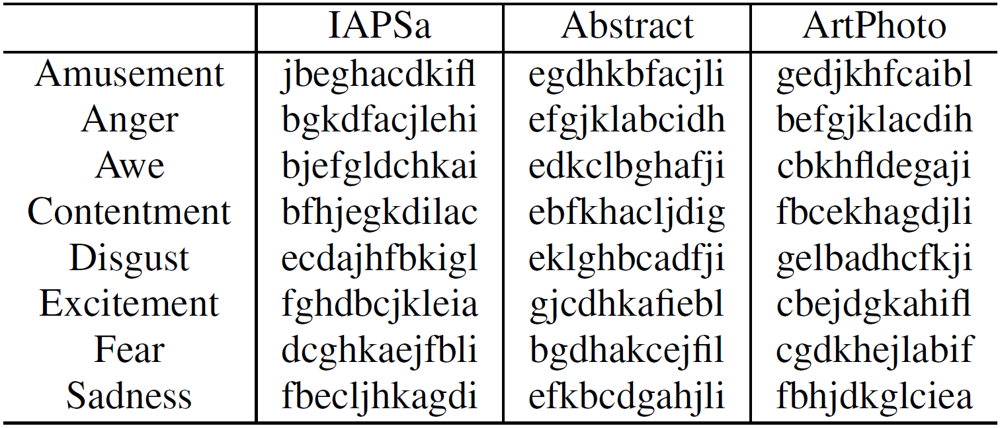 IAPSa Abstract ArtPhoto
Amusement jbeghacdkifl egdhkbfacjli gedjkhfcaibl
Anger bgkdfacjlehi efgjklabcidh befgjklacdih
Awe bjefgldchkai edkclbghafji cbkhfldegaji
Contentment bfhjegkdilac ebfkhacljdig fbcekhagdjli
Disgust ecdajhfbkigl eklghbcadfji gelbadhcfkji
Excitement fghdbcjkleia gjcdhkafiebl cbejdgkahifl
Fear dcghkaejfbli bgdhakcejfil cgdkhejlabif
Sadness fbecljhkagdi efkbcdgahjli fbhjdkglciea